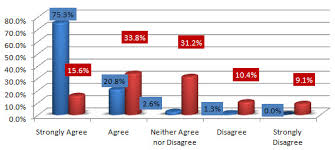 75.3%
80.0%
70.0%
60.0%
50.0%
40.0%
30.0%
20.0%
10.0%
0.0%
15.6%
20.8%
33.8%
2.6%
31.2%
1.3%
10.4%
0.0%
9.1%
Strongly Agree
Agree
Neither Agree
nor Disagree
Disagree
Strongly
Disagree